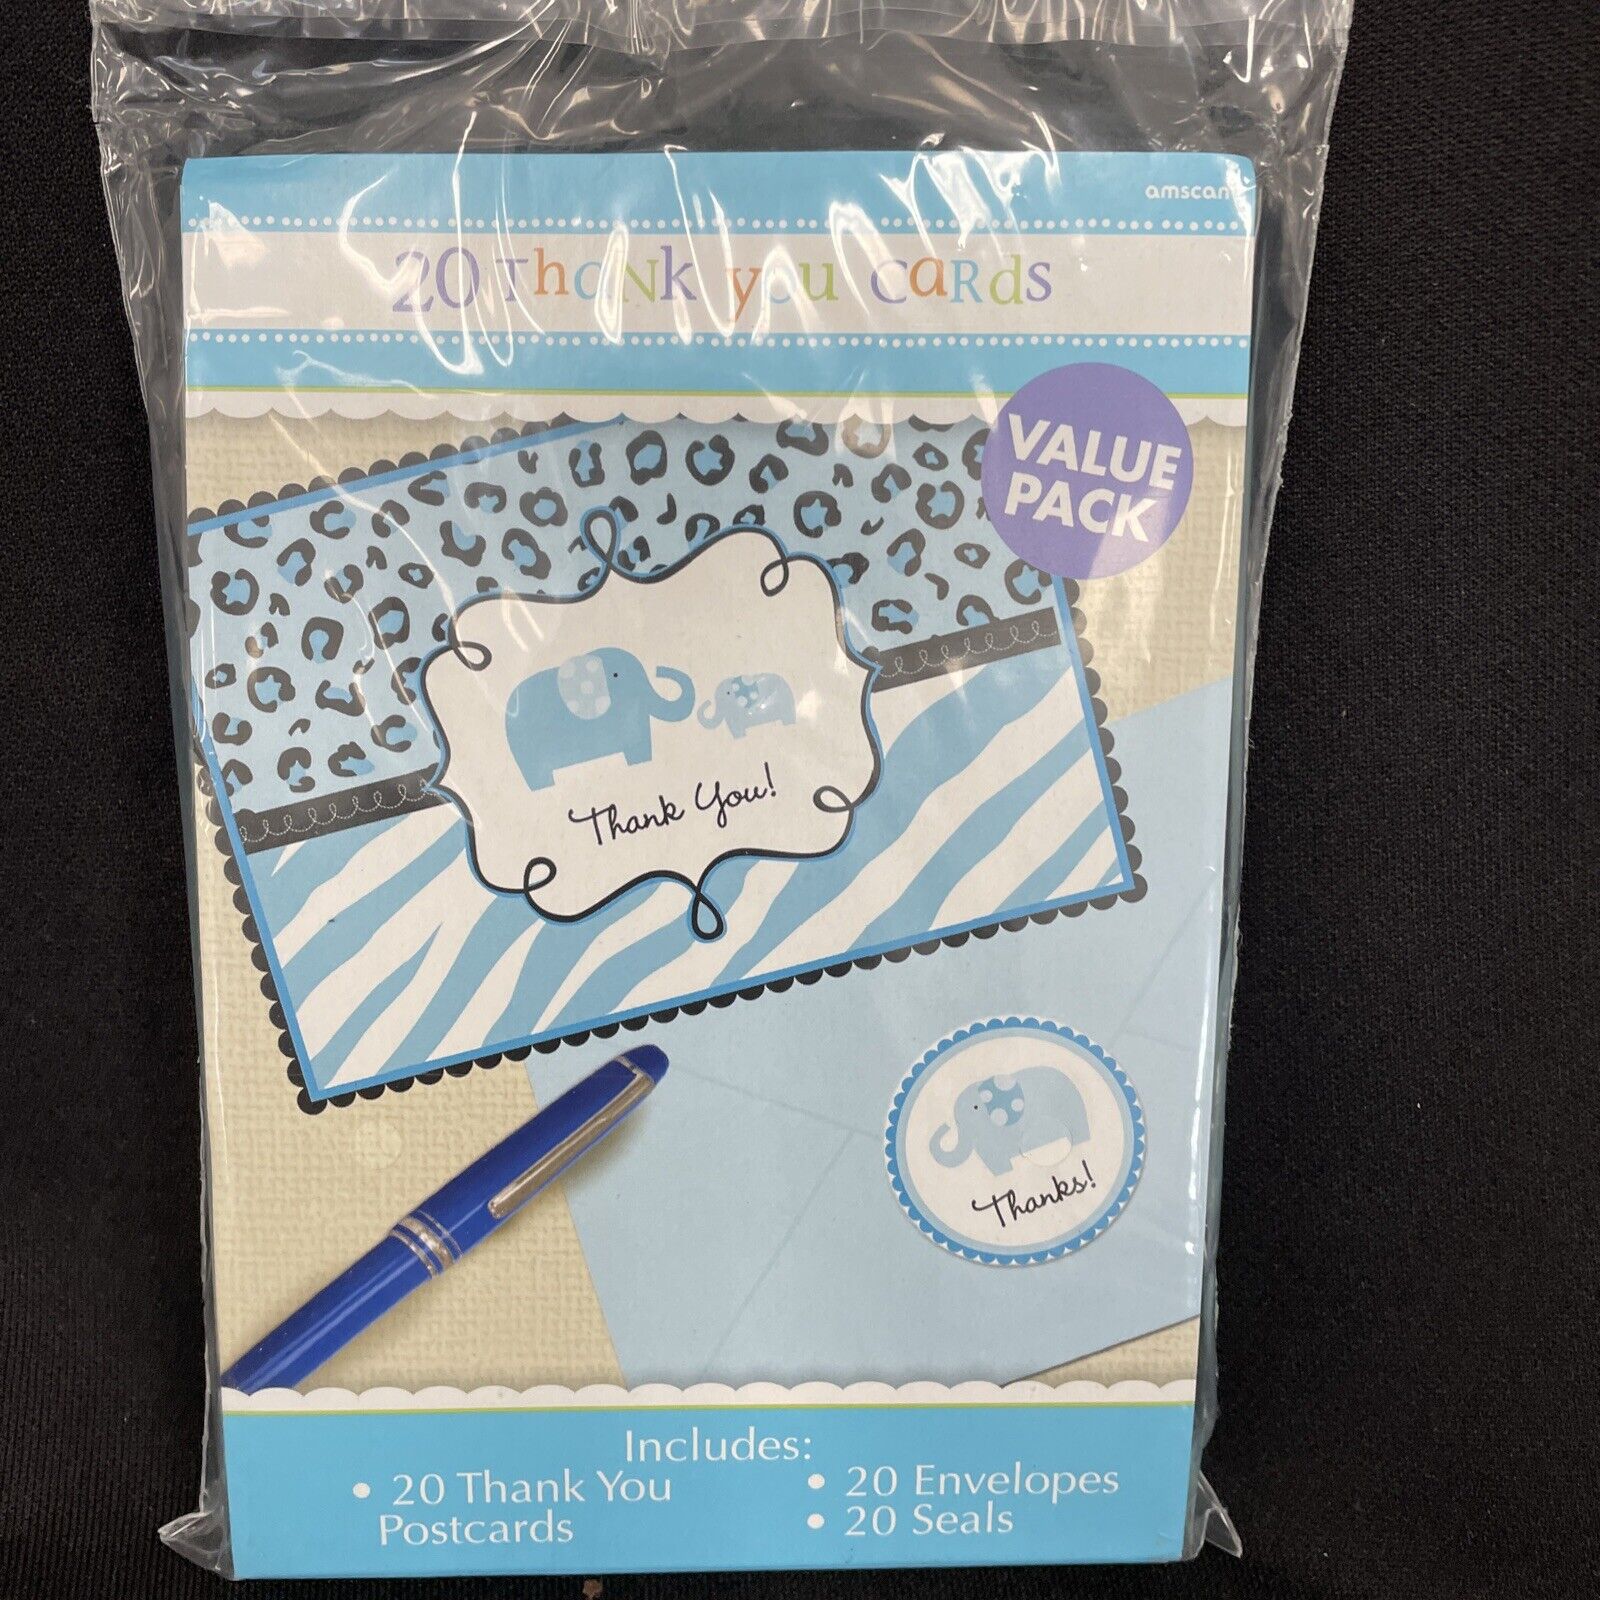 amscan
20 Thank you cards
VALUE
PACK
Thank You!
Thanks!
Includes:
• 20 Thank You
Postcards
• 20 Envelopes
• 20 Seals